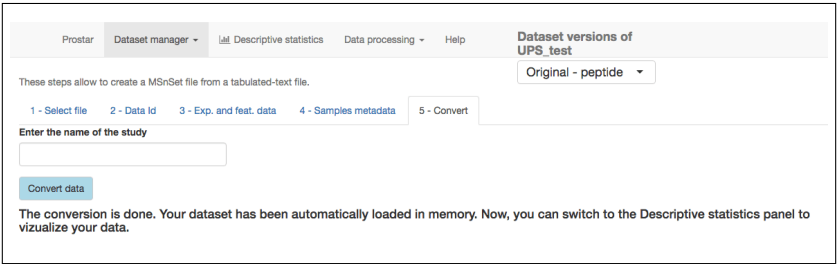 Prostar Dataset manager Descriptive statistics Data processing Help
Dataset versions of
UPS_test
Original - peptide
These steps allow to create a MSnSet file from a tabulated-text file.
1 - Select file 2 - Data Id 3 - Exp. and feat. data 4 - Samples metadata 5 - Convert
Enter the name of the study
Convert data
The conversion is done. Your dataset has been automatically loaded in memory. Now, you can switch to the Descriptive statistics panel to
vizualize your data.